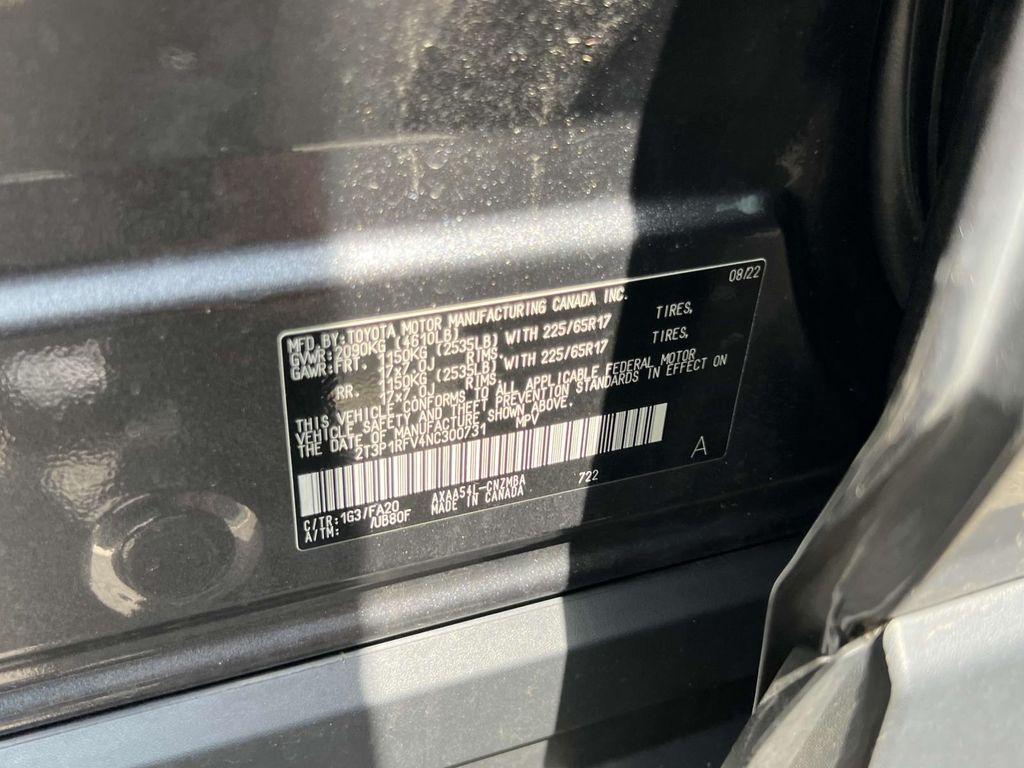 08/22
MFD. BY: TOYOTA MOTOR MANUFACTURING CANADA INC.
GVWR: 2090KG (4610LB)
GAWR: FRT. 1150KG (2535LB) WITH 225/65R17 TIRES,
17x7.0J RIMS,
RR. 1150KG (2535LB) WITH 225/65R17 TIRES,
17x7.0J RIMS,
THIS VEHICLE CONFORMS TO ALL APPLICABLE FEDERAL MOTOR
VEHICLE SAFETY AND THEFT PREVENTION STANDARDS IN EFFECT ON
THE DATE OF MANUFACTURE SHOWN ABOVE.
2T3P1RFV4NC300731 MPV
A
C/TR: 1G3/FA20 AXAA54L-CNZMBA 722
A/TM: /UB80F MADE IN CANADA